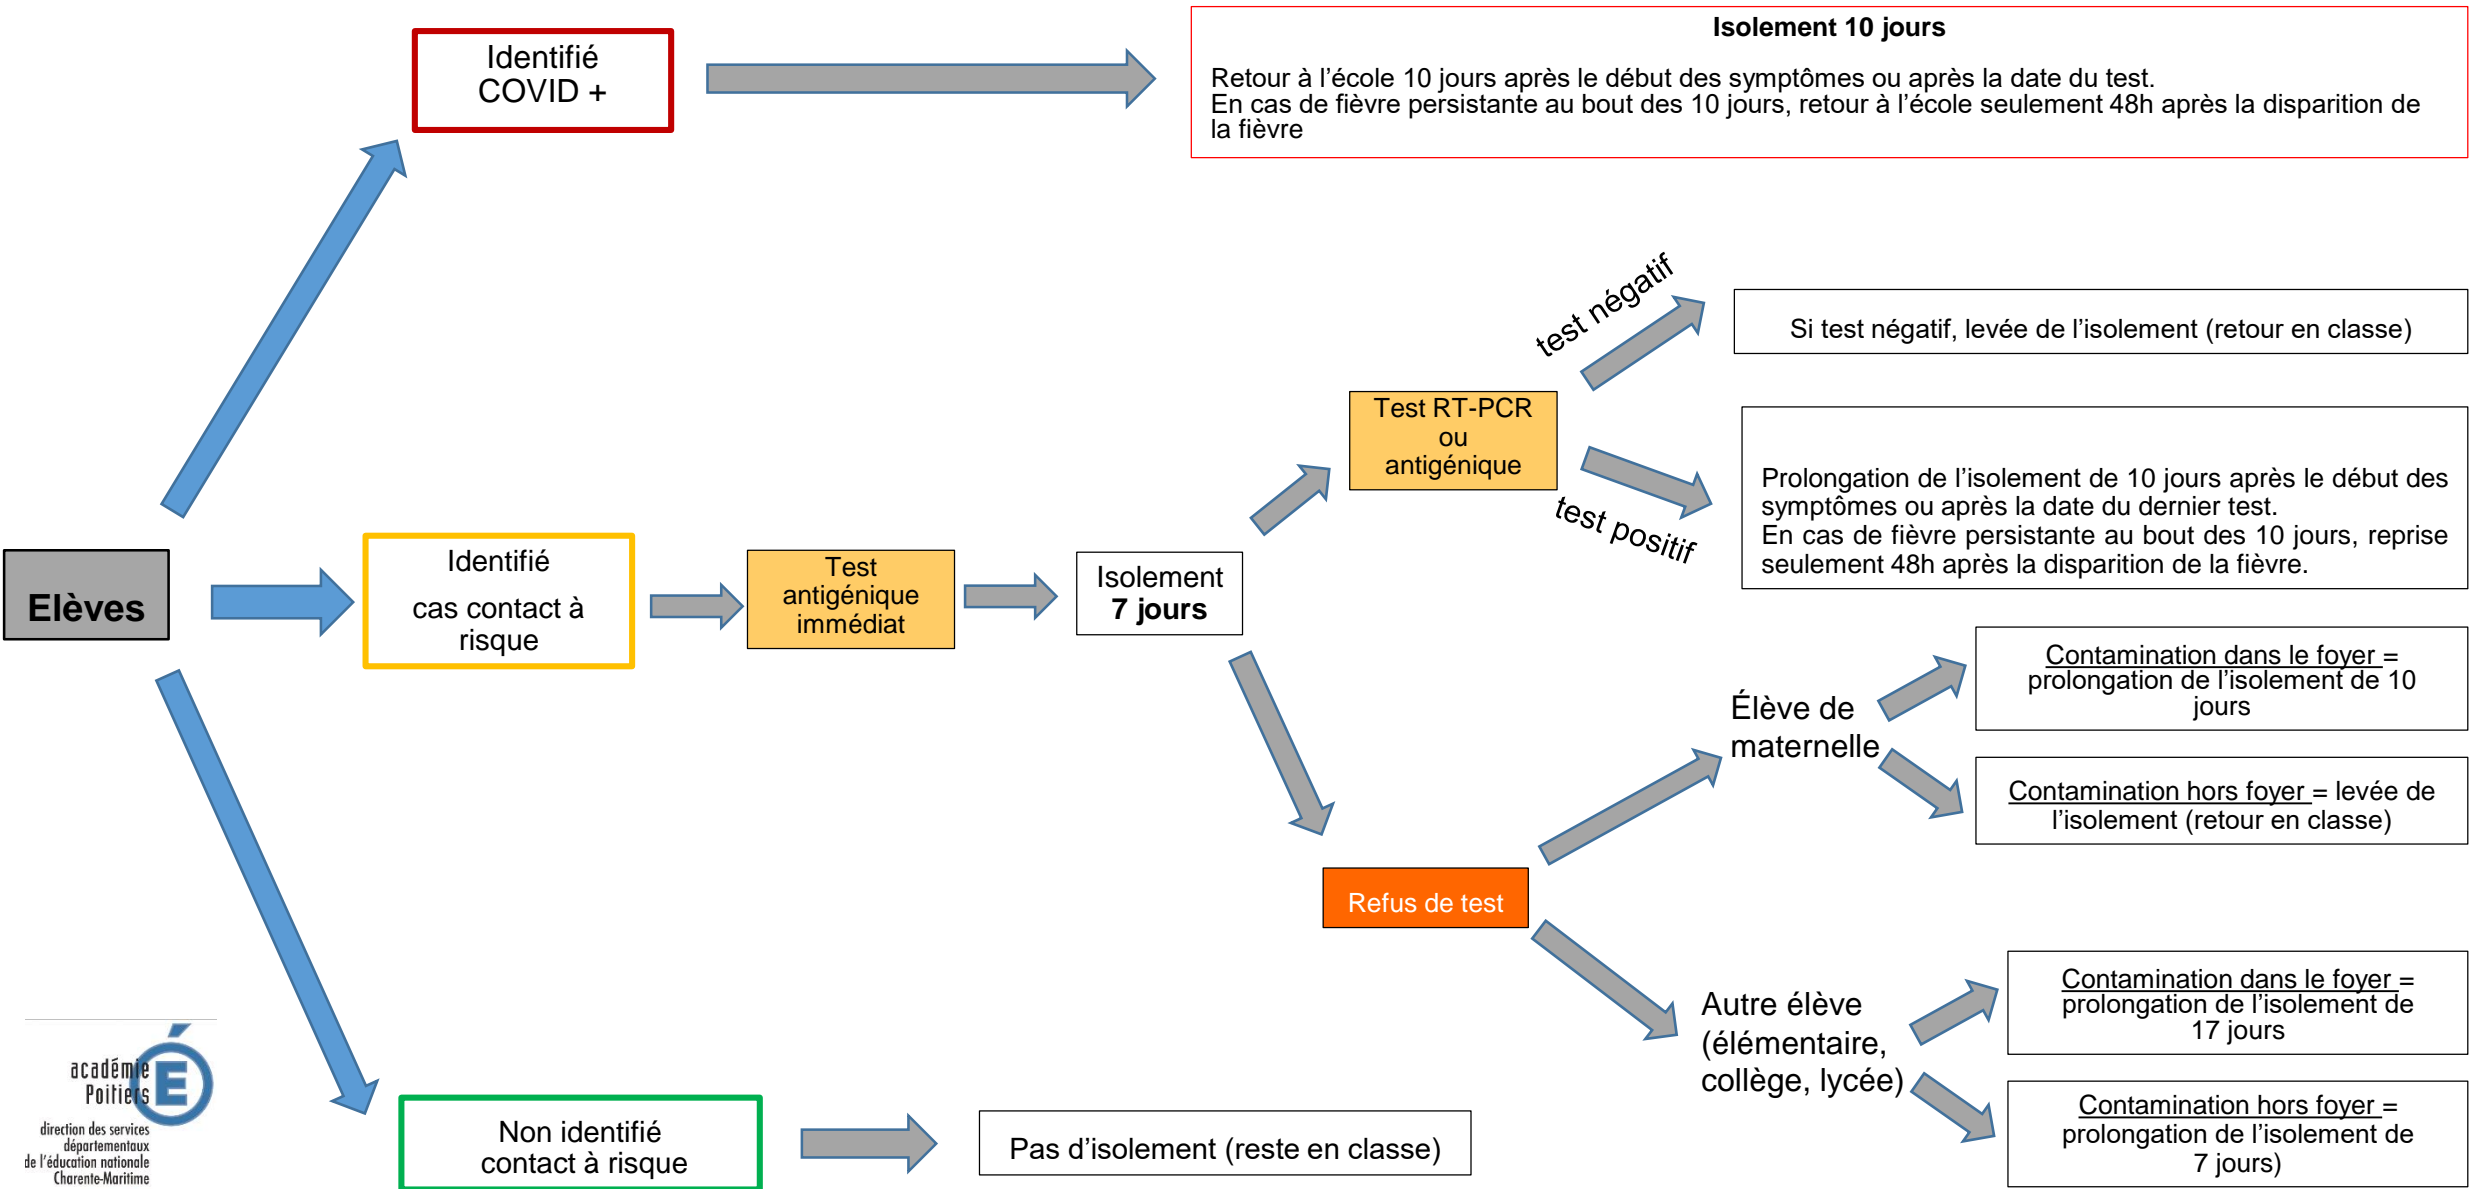 Identifié
COVID +
Isolement 10 jours
Retour à l’école 10 jours après le début des symptômes ou après la date du test.
En cas de fièvre persistante au bout des 10 jours, retour à l’école seulement 48h après la disparition de
la fièvre
test négatif
Si test négatif, levée de l’isolement (retour en classe)
Test RT-PCR
ou
antigénique
test positif
Prolongation de l’isolement de 10 jours après le début des
symptômes ou après la date du dernier test.
En cas de fièvre persistante au bout des 10 jours, reprise
seulement 48h après la disparition de la fièvre.
Elèves
Identifié
cas contact à
risque
Test
antigénique
immédiat
Isolement
7 jours
Élève de
maternelle
Contamination dans le foyer =
prolongation de l’isolement de 10
jours
Contamination hors foyer = levée de
l’isolement (retour en classe)
Refus de test
Autre élève
(élémentaire,
collège, lycée)
Contamination dans le foyer =
prolongation de l’isolement de
17 jours
Contamination hors foyer =
prolongation de l’isolement de
7 jours)
Non identifié
contact à risque
Pas d’isolement (reste en classe)
académie
Poitiers
É
direction des services
départementaux
de l’éducation nationale
Charente-Maritime